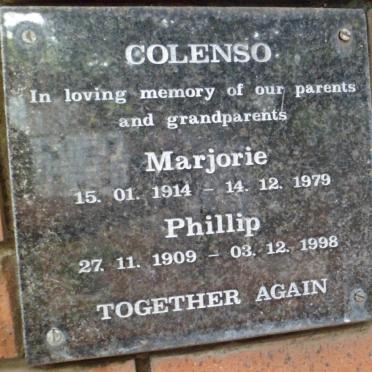 COLENSO
In loving memory of our parents
and grandparents
Marjorie
15. 01. 1914 – 14. 12. 1979
Phillip
27. 11. 1909 – 03. 12. 1998
TOGETHER AGAIN